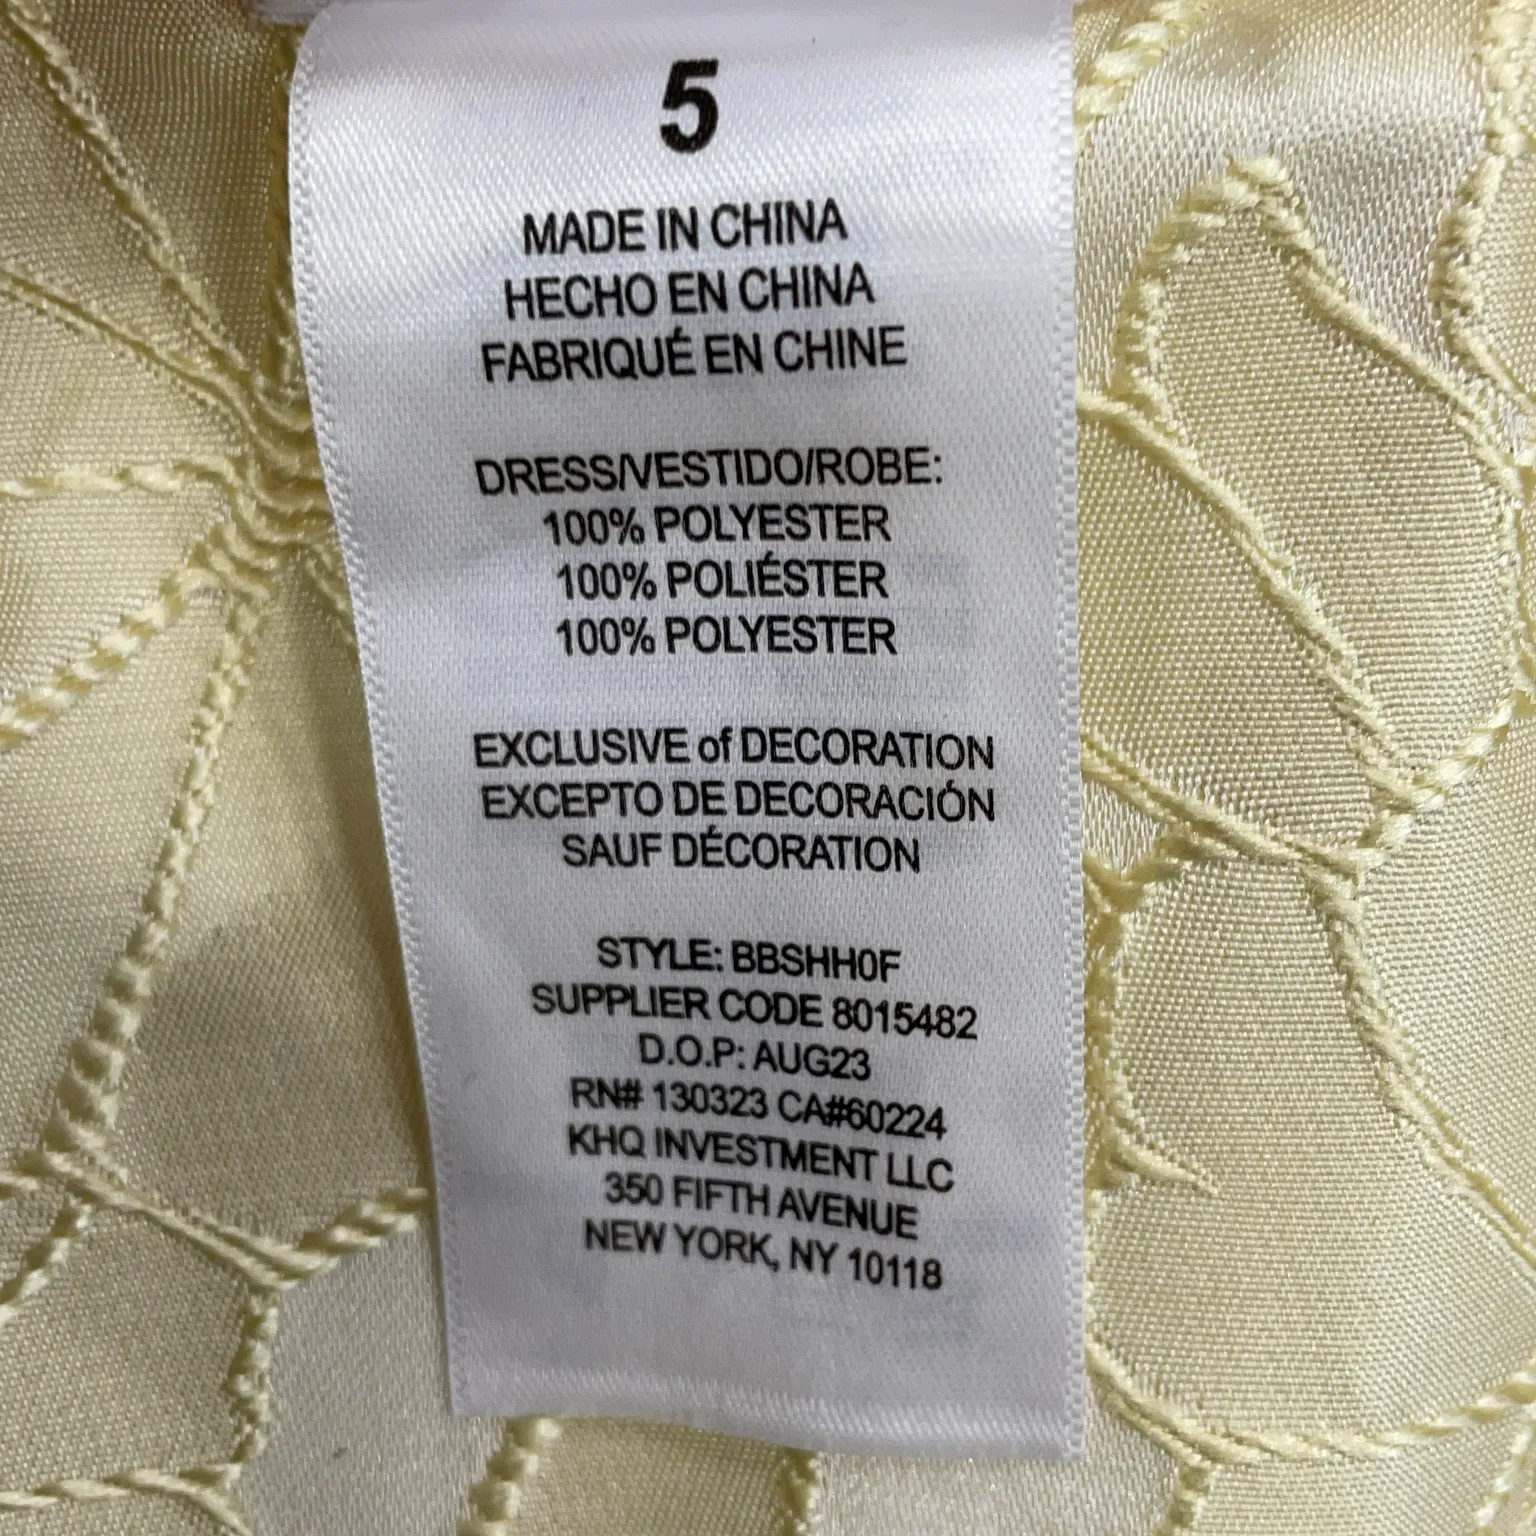 5
MADE IN CHINA
HECHO EN CHINA
FABRIQUÉ EN CHINE
DRESS/VESTIDO/ROBE:
100% POLYESTER
100% POLIÉSTER
100% POLYESTER
EXCLUSIVE of DECORATION
EXCEPTO DE DECORACIÓN
SAUF DÉCORATION
STYLE: BBSHH0F
SUPPLIER CODE 8015482
D.O.P: AUG23
RN# 130323 CA#60224
KHQ INVESTMENT LLC
350 FIFTH AVENUE
NEW YORK, NY 10118